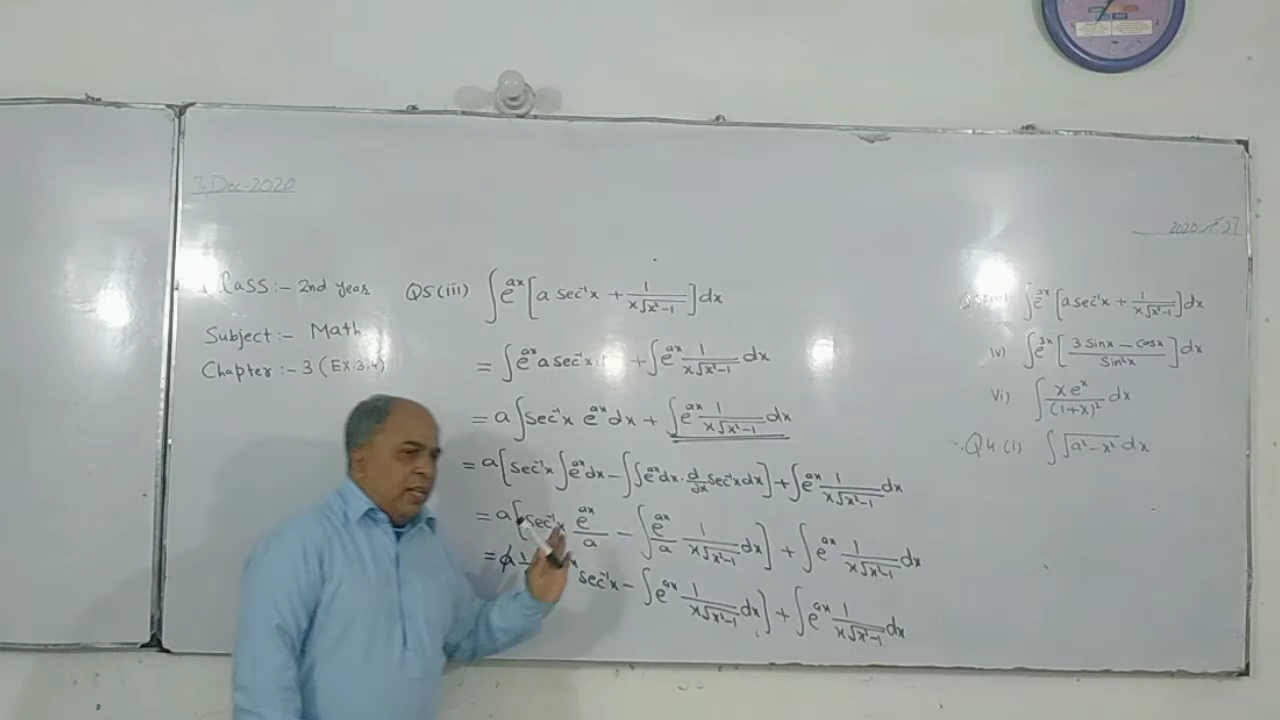 Dec-2020
Class :- 2nd year
Subject :- Math
Chapter :- 3 (EX.3.4)
Q5(iii) ∫e^ax [a sec⁻¹x + 1/(x√(x²-1))] dx
= ∫e^ax a sec⁻¹x + ∫e^ax 1/(x√(x²-1)) dx
= a∫sec⁻¹x e^ax dx + ∫e^ax 1/(x√(x²-1)) dx
= a[sec⁻¹x ∫e^ax dx - ∫∫e^ax dx · d/dx sec⁻¹x dx] + ∫e^ax 1/(x√(x²-1)) dx
= a[sec⁻¹x e^ax/a - ∫e^ax/a 1/(x√(x²-1)) dx] + ∫e^ax 1/(x√(x²-1)) dx
= a 1 sec⁻¹x - ∫e^ax 1/(x√(x²-1)) dx] + ∫e^ax 1/(x√(x²-1)) dx
27 دسمبر 2020
∫e^ax [a sec⁻¹x + 1/(x√(x²-1))] dx
iv) ∫e^3x [(3 Sinx - Cosx)/Sin²x] dx
vi) ∫ x e^x/(1+x)² dx
Q4 (i) ∫√(a²-x²) dx